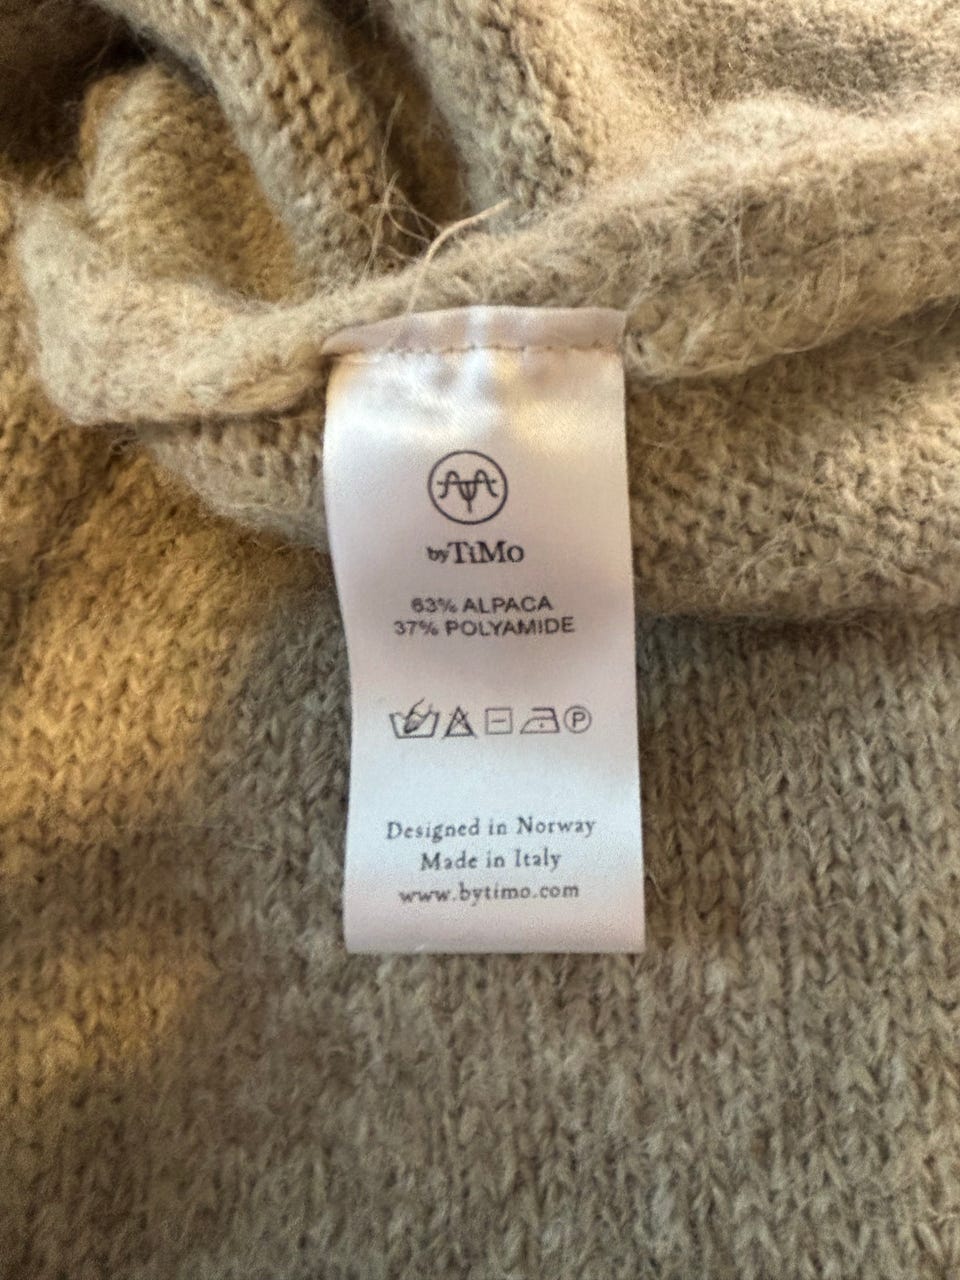 byTiMo
63% ALPACA
37% POLYAMIDE
P
Designed in Norway
Made in Italy
www.bytimo.com